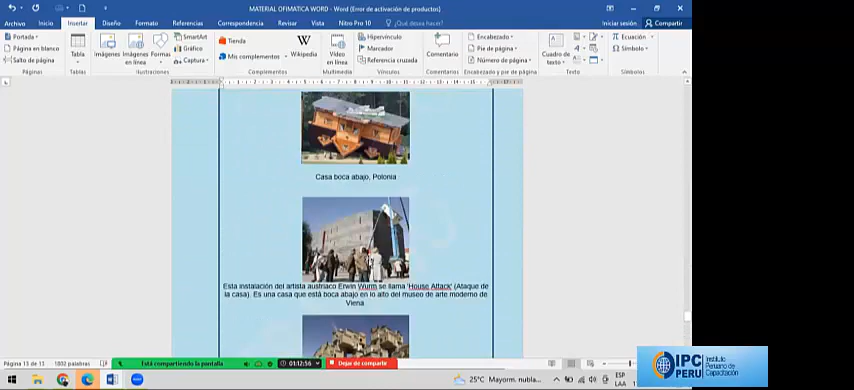 MATERIAL OFIMATICA WORD - Word (Error de activación de productos)
Archivo Inicio Insertar Diseño Formato Referencias Correspondencia Revisar Vista Nitro Pro 10 ¿Qué desea hacer? Iniciar sesión Compartir
Portada
Página en blanco
Salto de página
Páginas
Tabla
Tablas
Imágenes
Imágenes en línea
Formas
SmartArt
Gráfico
Captura
Ilustraciones
Tienda
Mis complementos
W
Wikipedia
Complementos
Vídeo en línea
Multimedia
Hipervínculo
Marcador
Referencia cruzada
Vínculos
Comentario
Comentarios
Encabezado
Pie de página
Número de página
Encabezado y pie de página
Cuadro de texto
Texto
Ecuación
Símbolo
Símbolos
Casa boca abajo, Polonia
Esta instalación del artista austriaco Erwin Wurm se llama 'House Attack' (Ataque de
la casa). Es una casa que está boca abajo en lo alto del museo de arte moderno de
Viena
Página 13 de 13 1802 palabras
Está compartiendo la pantalla
01:12:56
Dejar de compartir
25°C Mayorm. nubla...
ESP
LAA
IPC
PERU
Instituto
Peruano de
Capacitación